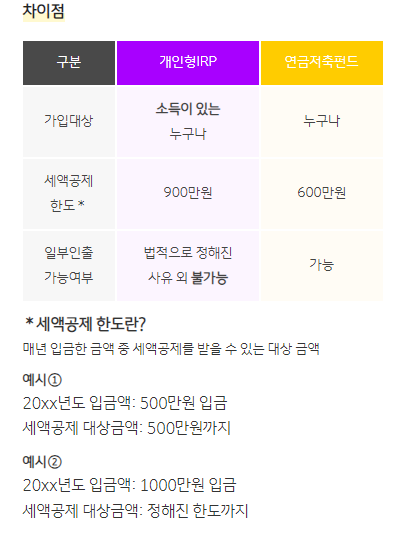 차이점
구분 개인형IRP 연금저축펀드
가입대상 소득이 있는 누구나 누구나
세액공제 한도 * 900만원 600만원
일부인출 가능여부 법적으로 정해진 사유 외 불가능 가능
* 세액공제 한도란?
매년 입금한 금액 중 세액공제를 받을 수 있는 대상 금액
예시①
20xx년도 입금액: 500만원 입금
세액공제 대상금액: 500만원까지
예시②
20xx년도 입금액: 1000만원 입금
세액공제 대상금액: 정해진 한도까지